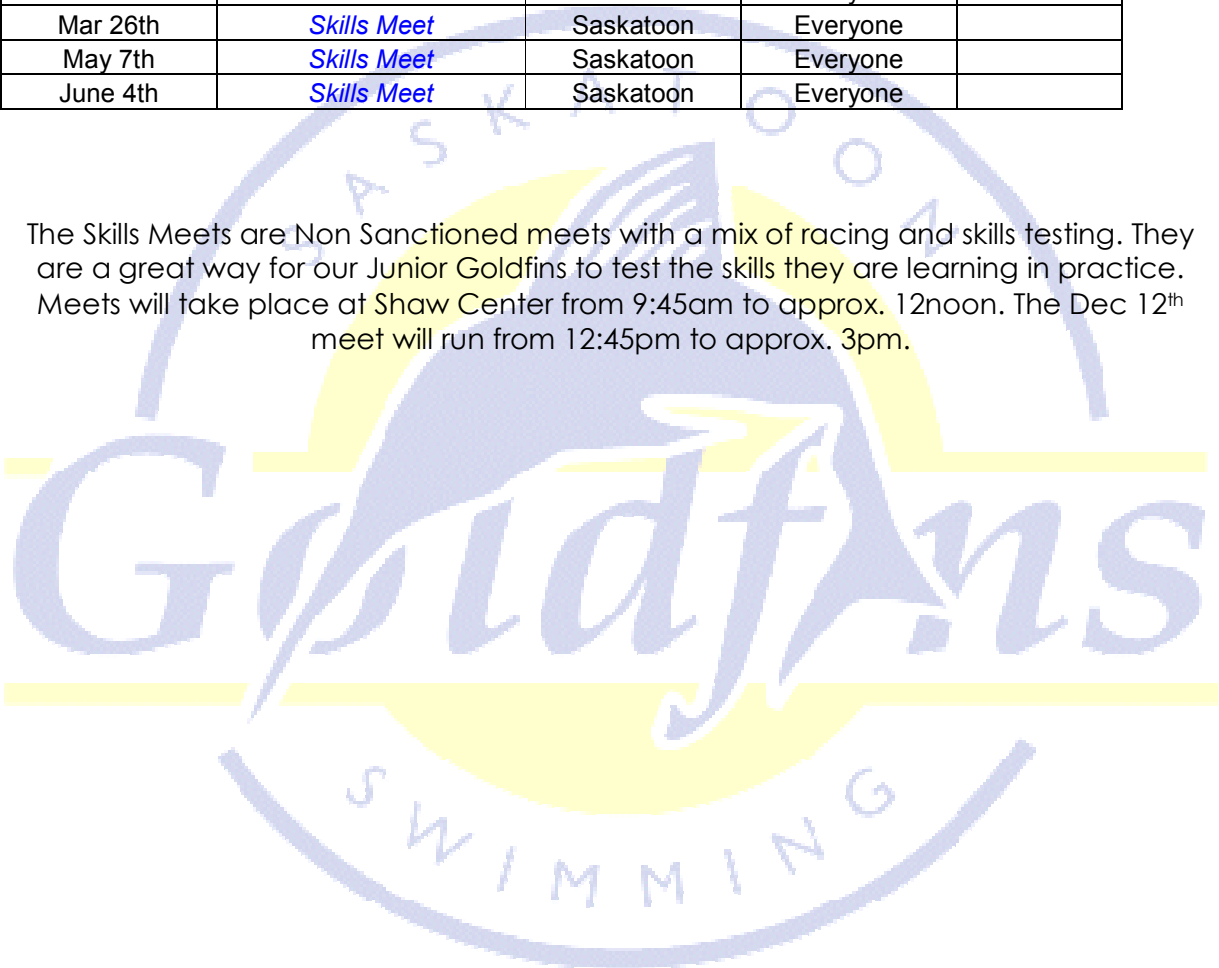 Mar 26th Skills Meet Saskatoon Everyone
May 7th Skills Meet Saskatoon Everyone
June 4th Skills Meet Saskatoon Everyone
The Skills Meets are Non Sanctioned meets with a mix of racing and skills testing. They
are a great way for our Junior Goldfins to test the skills they are learning in practice.
Meets will take place at Shaw Center from 9:45am to approx. 12noon. The Dec 12th
meet will run from 12:45pm to approx. 3pm.
SASKATOON
Goldfins
SWIMMING